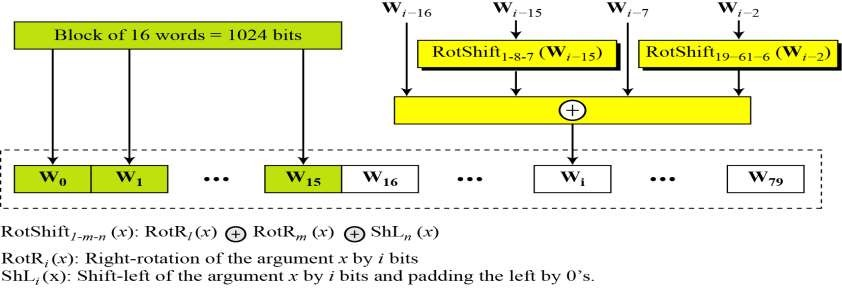 W_{i−16} W_{i−15} W_{i−7} W_{i−2}
Block of 16 words = 1024 bits
RotShift_{1-8-7} (W_{i−15}) RotShift_{19–61–6} (W_{i−2})
+
W_0 W_1 ••• W_15 W_16 ••• W_i ••• W_79
RotShift_{l-m-n} (x): RotR_l(x) ⊕ RotR_m (x) ⊕ ShL_n (x)
RotR_i(x): Right-rotation of the argument x by i bits
ShL_i(x): Shift-left of the argument x by i bits and padding the left by 0’s.